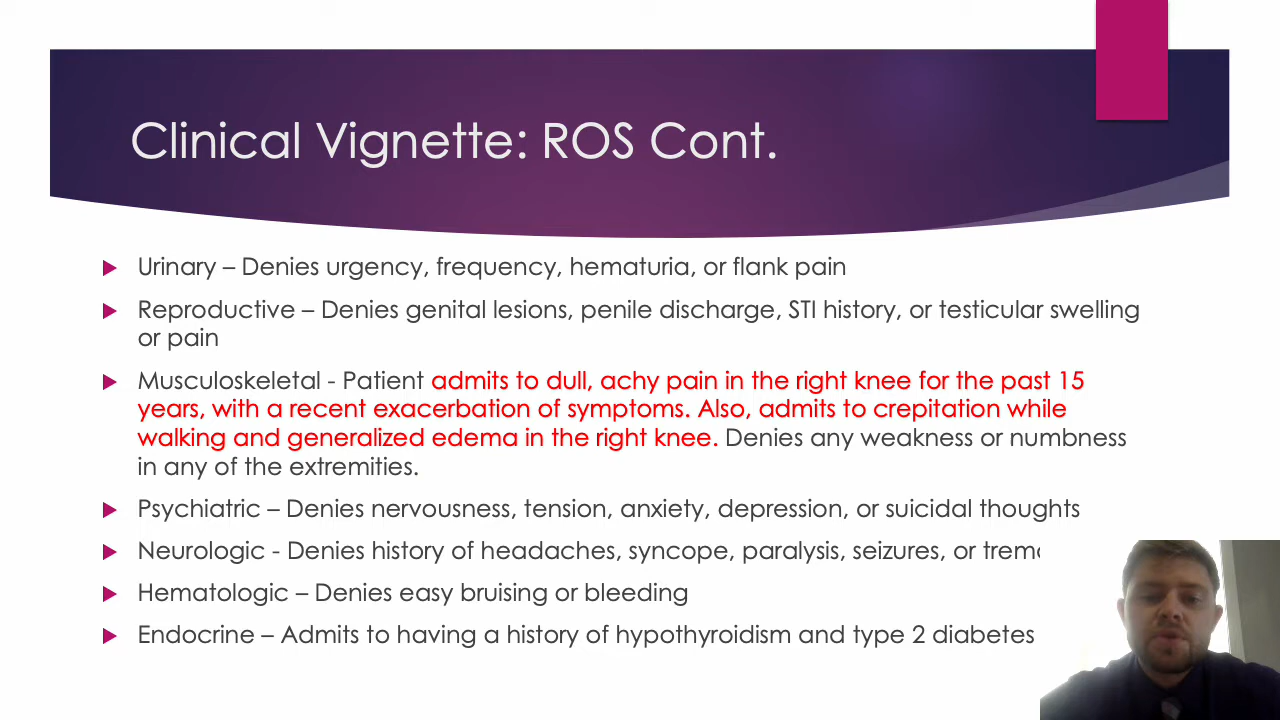 Clinical Vignette: ROS Cont.
Urinary – Denies urgency, frequency, hematuria, or flank pain
Reproductive – Denies genital lesions, penile discharge, STI history, or testicular swelling
or pain
Musculoskeletal - Patient admits to dull, achy pain in the right knee for the past 15
years, with a recent exacerbation of symptoms. Also, admits to crepitation while
walking and generalized edema in the right knee. Denies any weakness or numbness
in any of the extremities.
Psychiatric – Denies nervousness, tension, anxiety, depression, or suicidal thoughts
Neurologic - Denies history of headaches, syncope, paralysis, seizures, or
Hematologic – Denies easy bruising or bleeding
Endocrine – Admits to having a history of hypothyroidism and type 2 diabetes